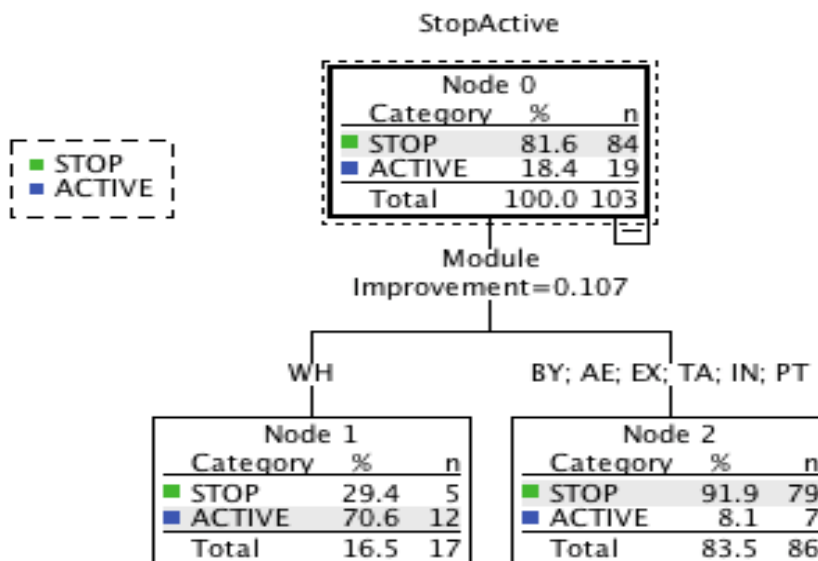 StopActive
Node 0
Category % n
STOP 81.6 84
ACTIVE 18.4 19
Total 100.0 103
STOP
ACTIVE
Module
Improvement=0.107
WH
BY; AE; EX; TA; IN; PT
Node 1
Category % n
STOP 29.4 5
ACTIVE 70.6 12
Total 16.5 17
Node 2
Category % n
STOP 91.9 79
ACTIVE 8.1 7
Total 83.5 86